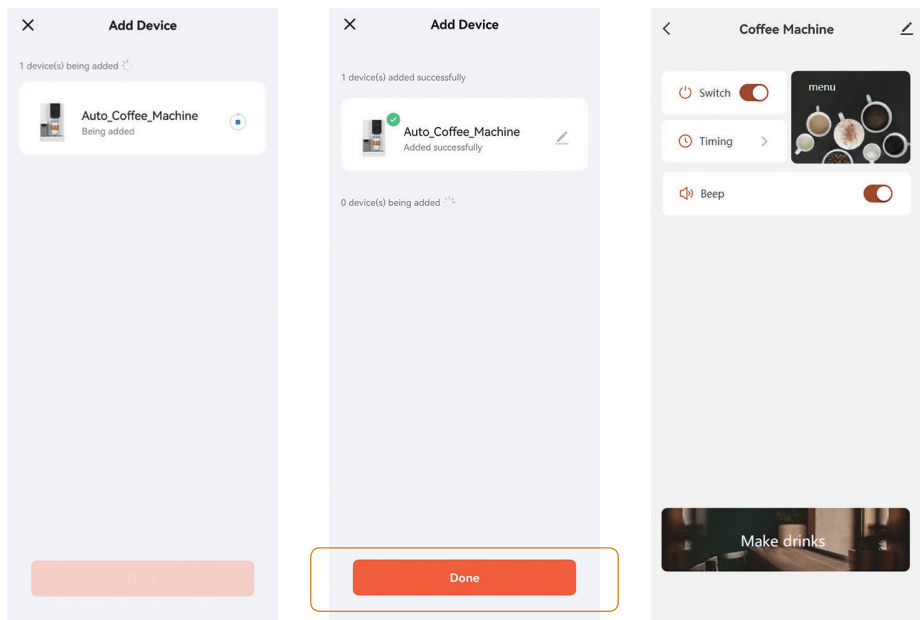 Add Device
1 device(s) being added
Auto_Coffee_Machine
Being added
Done
Add Device
1 device(s) added successfully
Auto_Coffee_Machine
Added successfully
0 device(s) being added
Done
Coffee Machine
Switch
menu
Timing
Beep
Make drinks